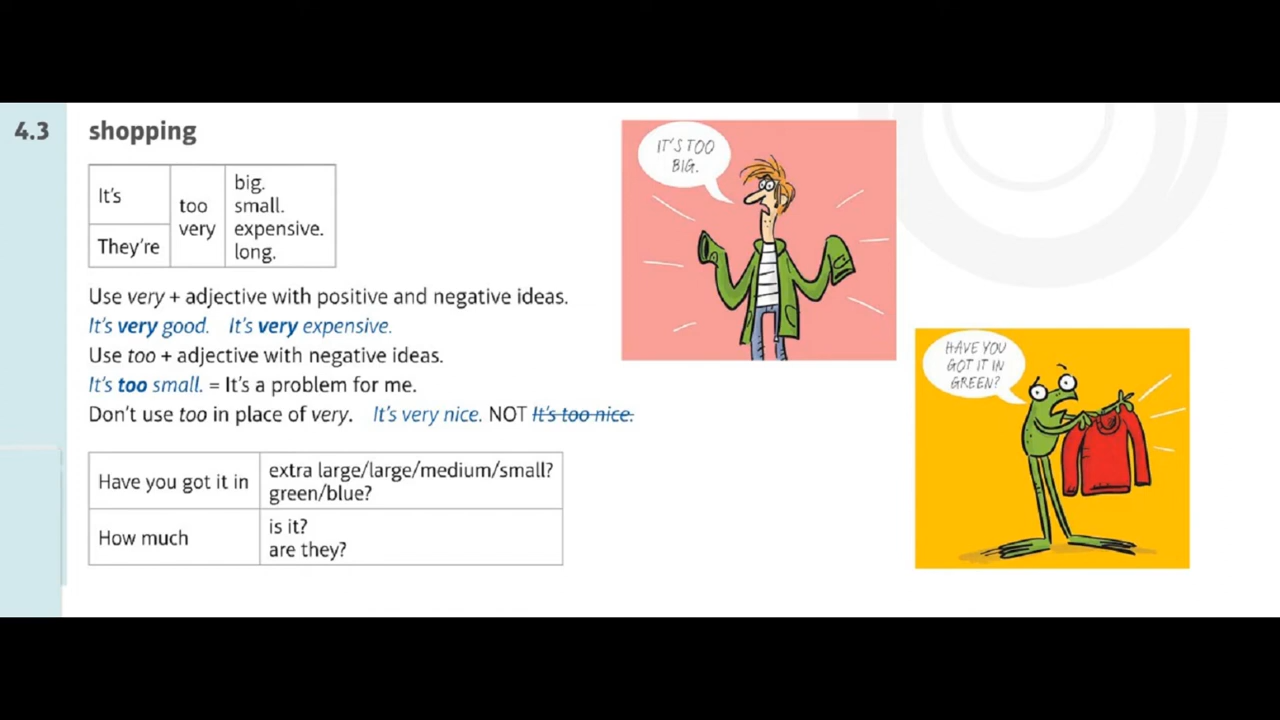 4.3 shopping
It's
They're
too
very
big.
small.
expensive.
long.
Use very + adjective with positive and negative ideas.
It's very good. It's very expensive.
Use too + adjective with negative ideas.
It's too small. = It's a problem for me.
Don't use too in place of very. It's very nice. NOT It's too nice.
Have you got it in
extra large/large/medium/small?
green/blue?
How much
is it?
are they?
IT'S TOO
BIG.
HAVE YOU
GOT IT IN
GREEN?